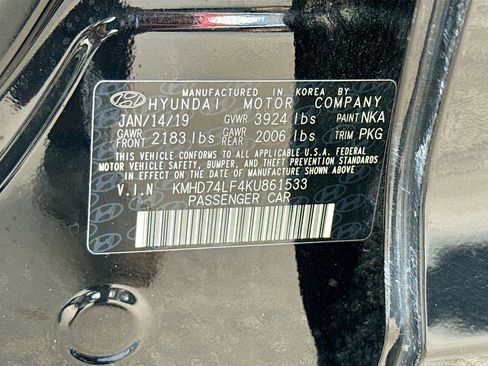 MANUFACTURED IN KOREA BY
HYUNDAI MOTOR COMPANY
JAN/14/19 GVWR 3924 lbs PAINT NKA
GAWR FRONT 2183 lbs GAWR REAR 2006 lbs TRIM PKG
THIS VEHICLE CONFORMS TO ALL APPLICABLE U.S.A. FEDERAL
MOTOR VEHICLE SAFETY, BUMPER, AND THEFT PREVENTION STANDARDS
IN EFFECT ON THE DATE OF MANUFACTURE SHOWN ABOVE.
V.I.N KMHD74LF4KU861533
PASSENGER CAR